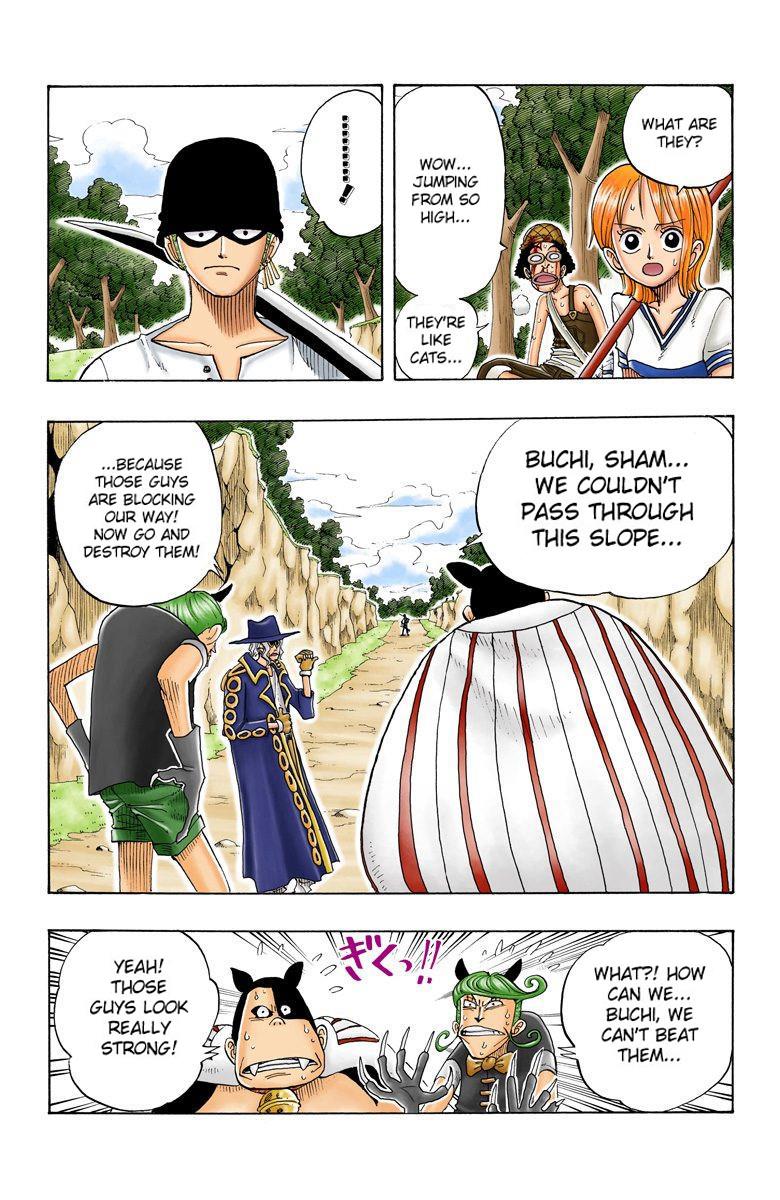 WHAT ARE
THEY?
WOW...
JUMPING
FROM SO
HIGH...
THEY'RE
LIKE
CATS...
..........!
BUCHI, SHAM...
WE COULDN'T
PASS THROUGH
THIS SLOPE...
...BECAUSE
THOSE GUYS
ARE BLOCKING
OUR WAY!
NOW GO AND
DESTROY THEM!
WHAT?! HOW
CAN WE...
BUCHI, WE
CAN'T BEAT
THEM...
ぎくっ!!
YEAH!
THOSE
GUYS LOOK
REALLY
STRONG!